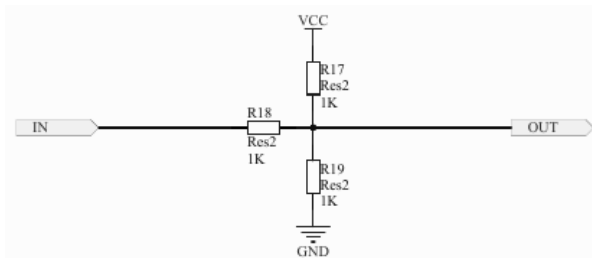 VCC
R17
Res2
1K
R18
IN
OUT
Res2
1K
R19
Res2
1K
GND